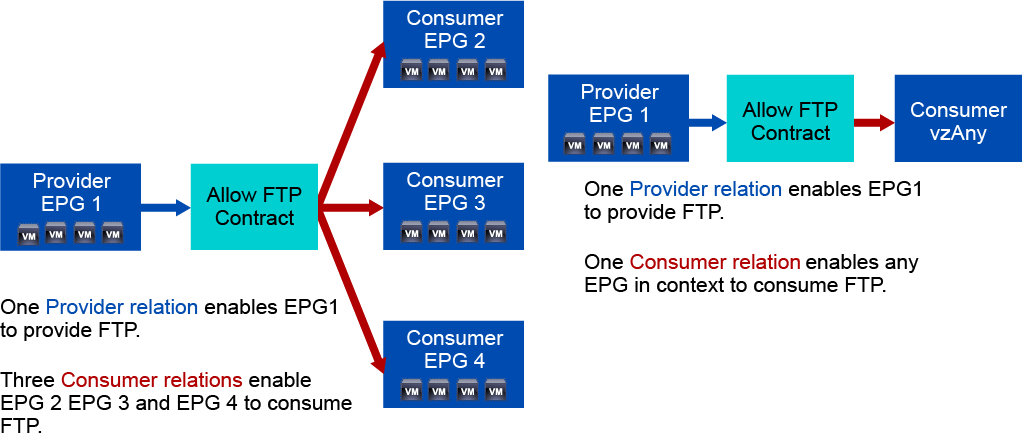 Provider
EPG 1
VM VM VM VM
Allow FTP
Contract
Consumer
EPG 2
VM VM VM VM
Consumer
EPG 3
VM VM VM VM
Consumer
EPG 4
VM VM VM VM
One Provider relation enables EPG1
to provide FTP.
Three Consumer relations enable
EPG 2 EPG 3 and EPG 4 to consume
FTP.
Provider
EPG 1
VM VM VM VM
Allow FTP
Contract
Consumer
vzAny
One Provider relation enables EPG1
to provide FTP.
One Consumer relation enables any
EPG in context to consume FTP.